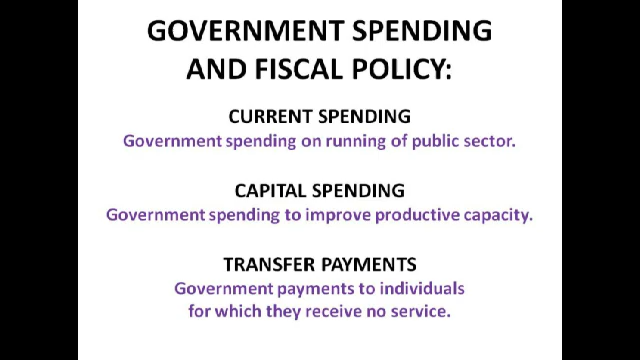 GOVERNMENT SPENDING
AND FISCAL POLICY:
CURRENT SPENDING
Government spending on running of public sector.
CAPITAL SPENDING
Government spending to improve productive capacity.
TRANSFER PAYMENTS
Government payments to individuals
for which they receive no service.